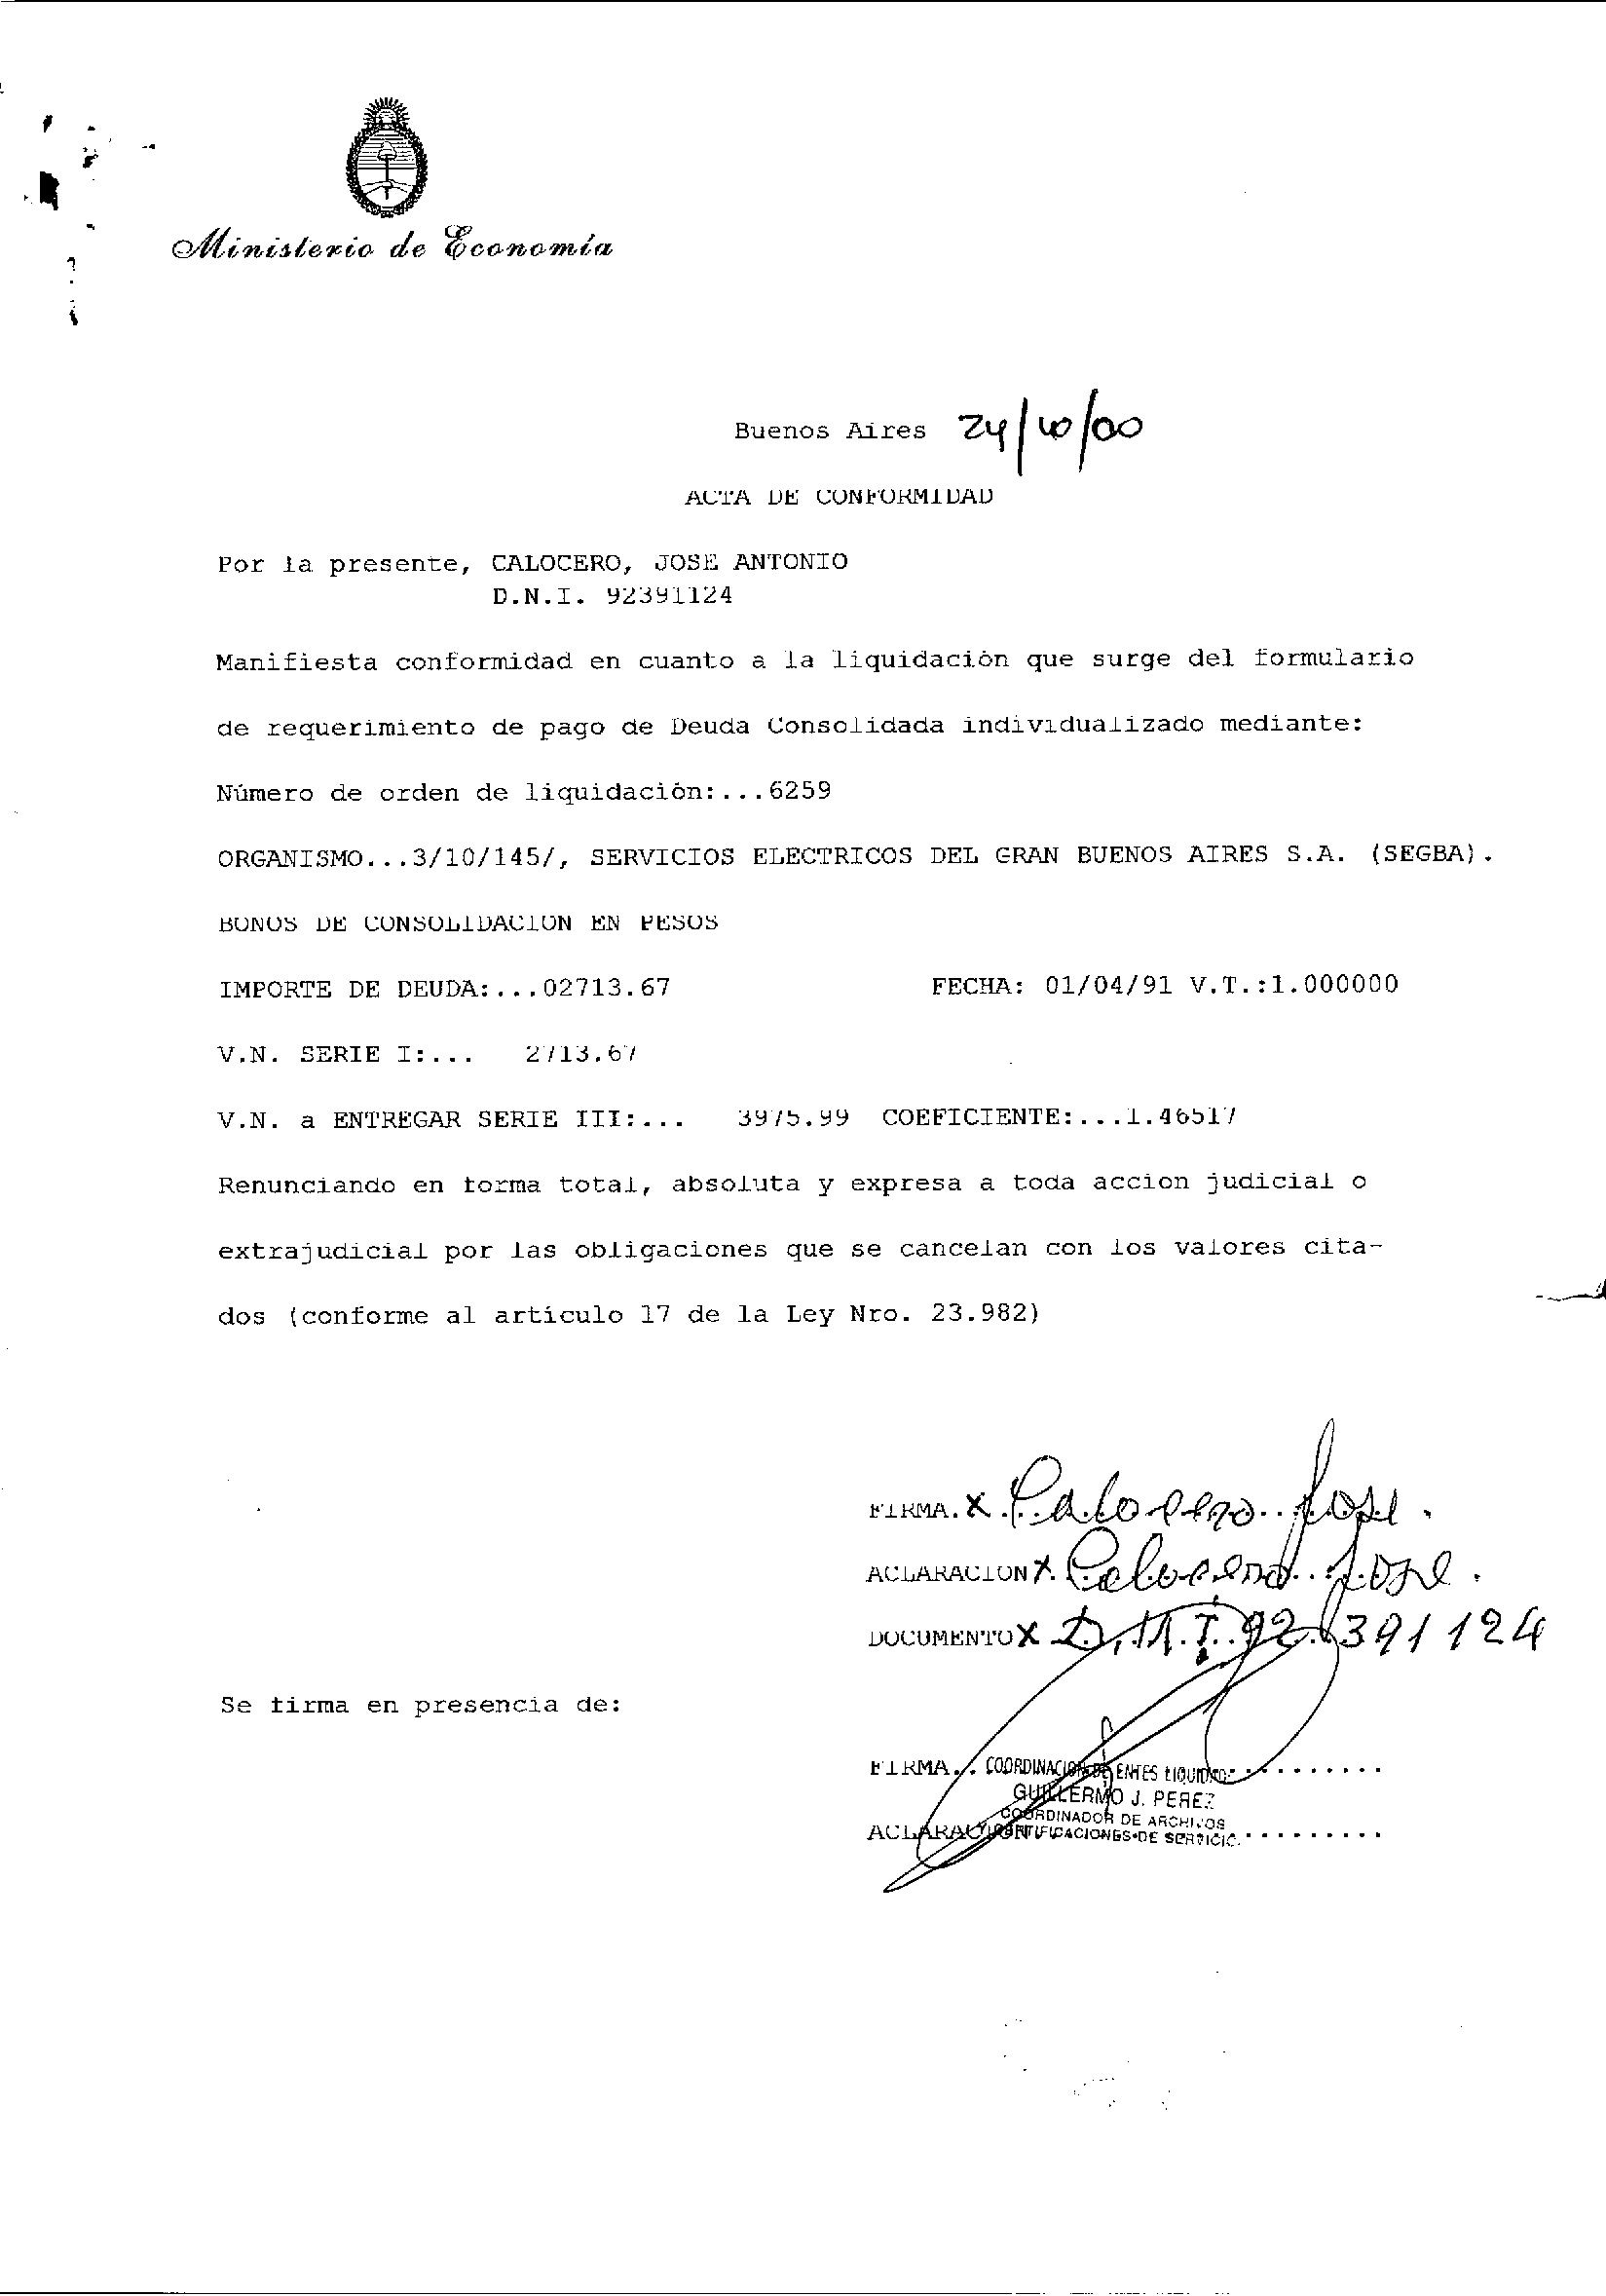 Ministerio de Economía
Buenos Aires 24/10/00
ACTA DE CONFORMIDAD
Por la presente, CALOCERO, JOSE ANTONIO
D.N.I. 92391124
Manifiesta conformidad en cuanto a la liquidación que surge del formulario
de requerimiento de pago de Deuda Consolidada individualizado mediante:
Número de orden de liquidación:...6259
ORGANISMO...3/10/145/, SERVICIOS ELECTRICOS DEL GRAN BUENOS AIRES S.A. (SEGBA).
BONOS DE CONSOLIDACION EN PESOS
IMPORTE DE DEUDA:...02713.67 FECHA: 01/04/91 V.T.:1.000000
V.N. SERIE I:... 2713.67
V.N. a ENTREGAR SERIE III:... 3975.99 COEFICIENTE:...1.46517
Renunciando en forma total, absoluta y expresa a toda accion judicial o
extrajudicial por las obligaciones que se cancelan con los valores cita-
dos (conforme al artículo 17 de la Ley Nro. 23.982)
FIRMA. X Calocero Jose.
ACLARACION X. Calocero Jose.
DOCUMENTO X D.N.I. 92.391124
Se firma en presencia de:
FIRMA.. COORDINACION DE ENTES LIQUIDAD.
GUILLERMO J. PEREZ
COORDINADOR DE ARCHIVOS
ACLARACION CERTIFICACIONES DE SERVICIO